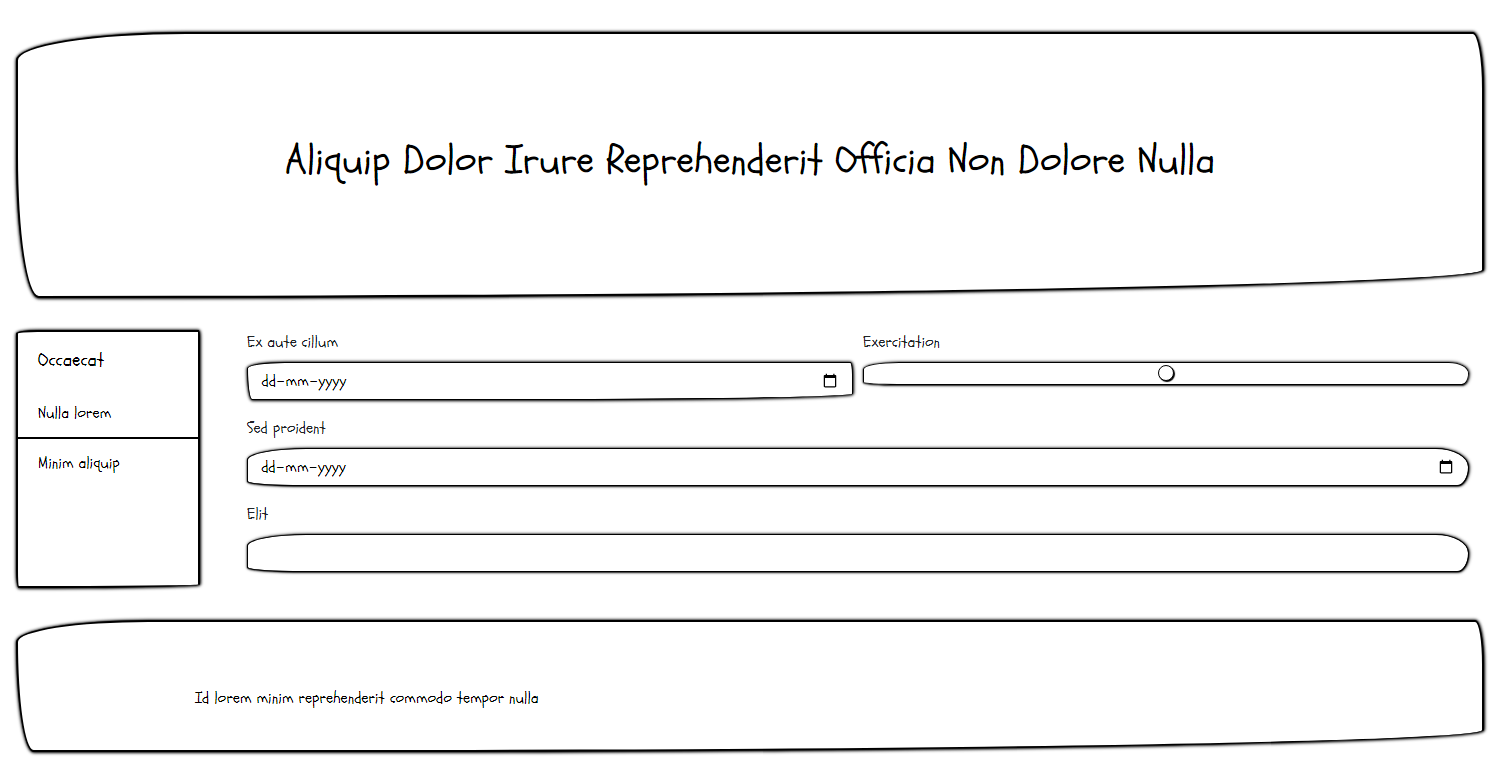 Aliquip Dolor Irure Reprehenderit Officia Non Dolore Nulla
Occaecat
Nulla lorem
Minim aliquip
Ex aute cillum
dd-mm-yyyy
Exercitation
Sed proident
dd-mm-yyyy
Elit
Id lorem minim reprehenderit commodo tempor nulla